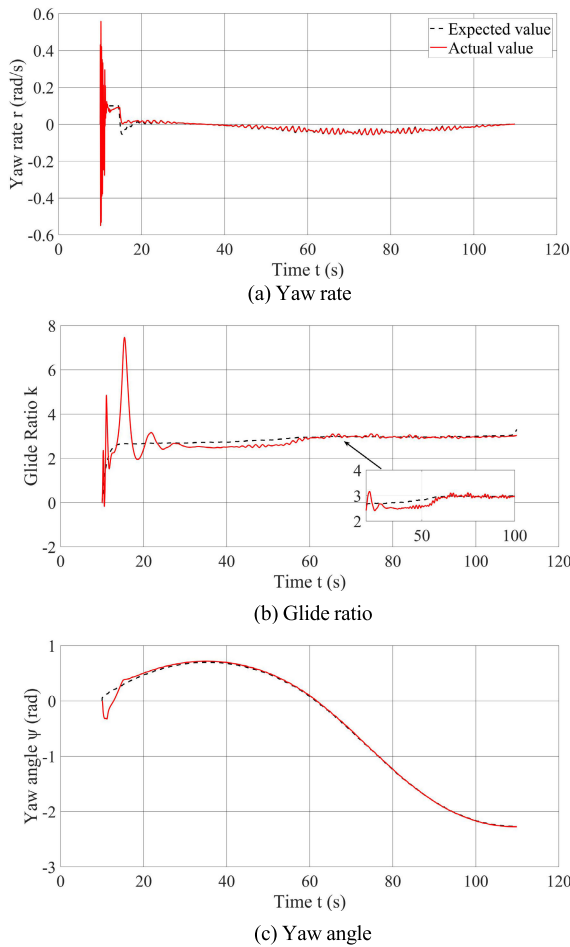 0.6
0.4
0.2
0
-0.2
-0.4
-0.6
Yaw rate r (rad/s)
Expected value
Actual value
0 20 40 60 80 100 120
Time t (s)
(a) Yaw rate
8
6
4
2
0
-2
Glide Ratio k
4
3
2
50 100
0 20 40 60 80 100 120
Time t (s)
(b) Glide ratio
1
0
-1
-2
-3
Yaw angle ψ (rad)
0 20 40 60 80 100 120
Time t (s)
(c) Yaw angle